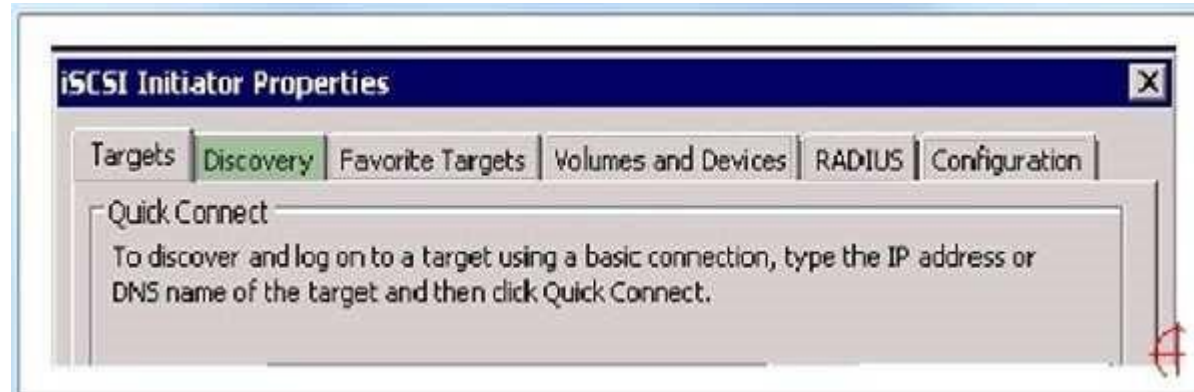 iSCSI Initiator Properties
Targets Discovery Favorite Targets Volumes and Devices RADIUS Configuration
Quick Connect
To discover and log on to a target using a basic connection, type the IP address or
DNS name of the target and then click Quick Connect.